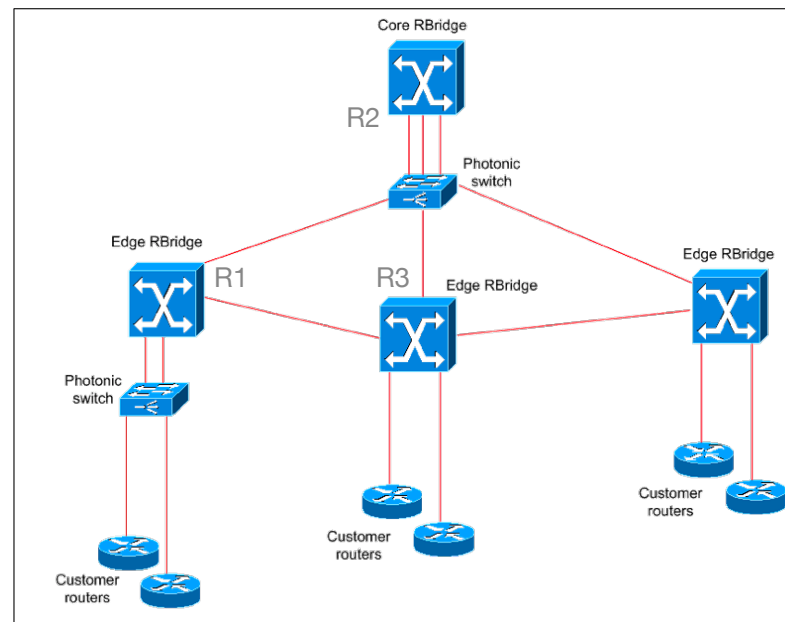 Core RBridge
R2
Photonic
switch
Edge RBridge
R1
R3
Edge RBridge
Edge RBridge
Photonic
switch
Customer
routers
Customer
routers
Customer
routers